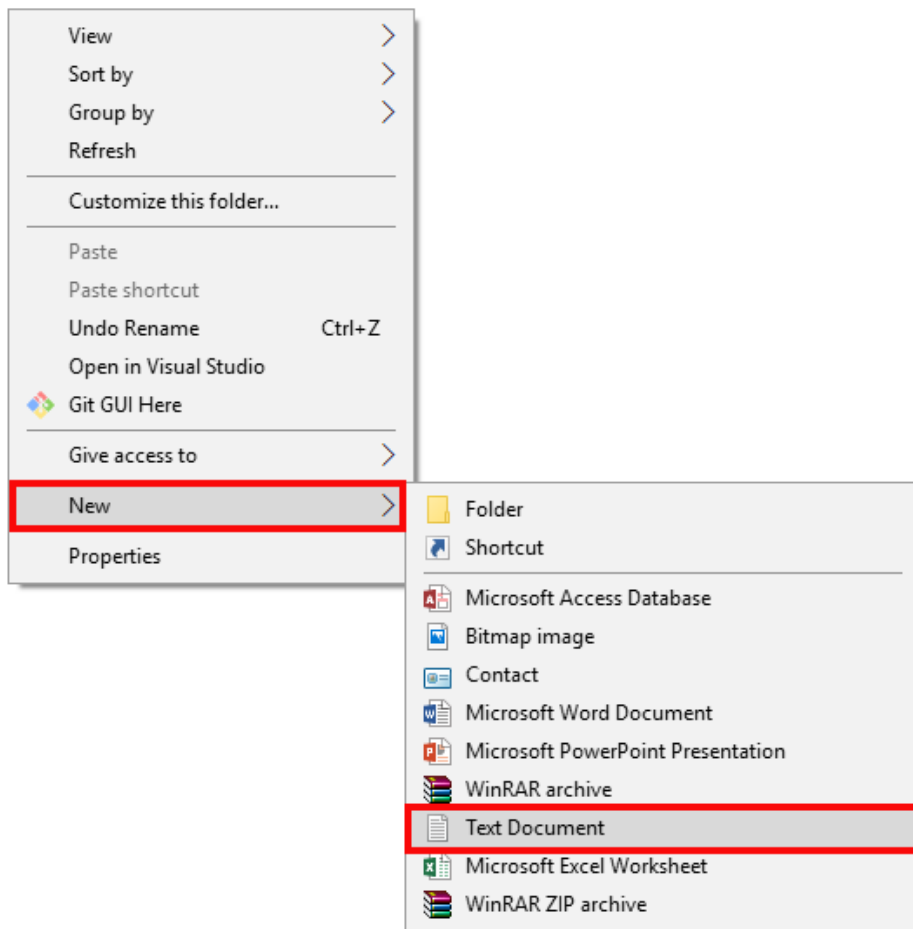 View
Sort by
Group by
Refresh
Customize this folder...
Paste
Paste shortcut
Undo Rename Ctrl+Z
Open in Visual Studio
Git GUI Here
Give access to
New
Properties
Folder
Shortcut
Microsoft Access Database
Bitmap image
Contact
Microsoft Word Document
Microsoft PowerPoint Presentation
WinRAR archive
Text Document
Microsoft Excel Worksheet
WinRAR ZIP archive